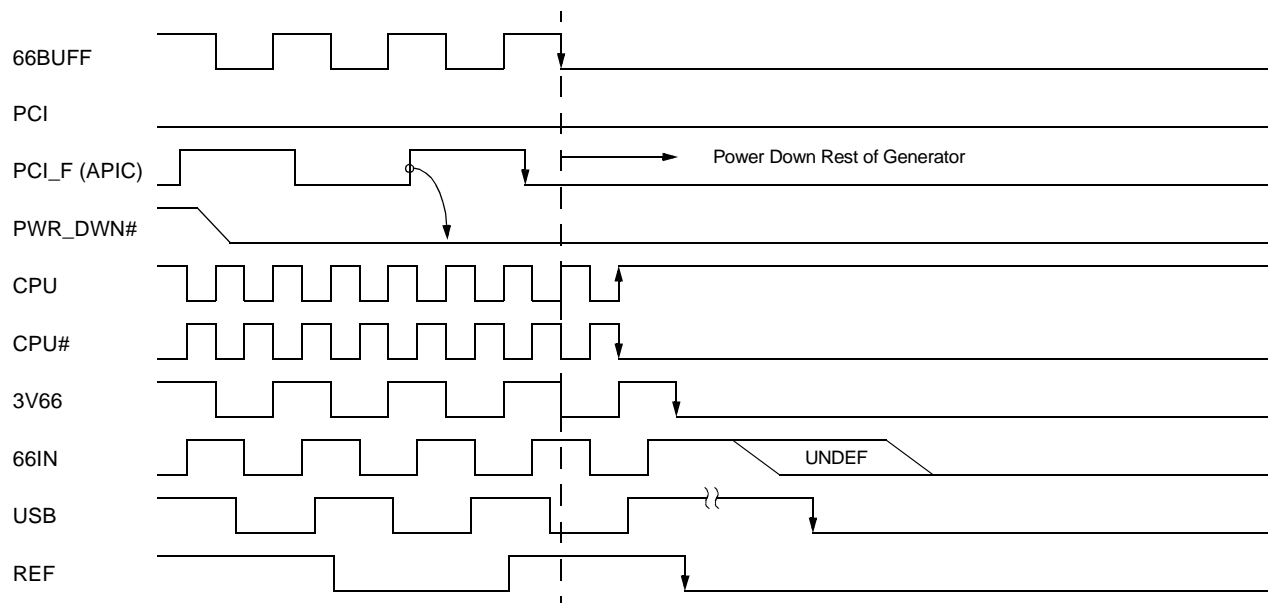 66BUFF
PCI
PCI_F (APIC)
Power Down Rest of Generator
PWR_DWN#
CPU
CPU#
3V66
66IN
UNDEF
USB
REF